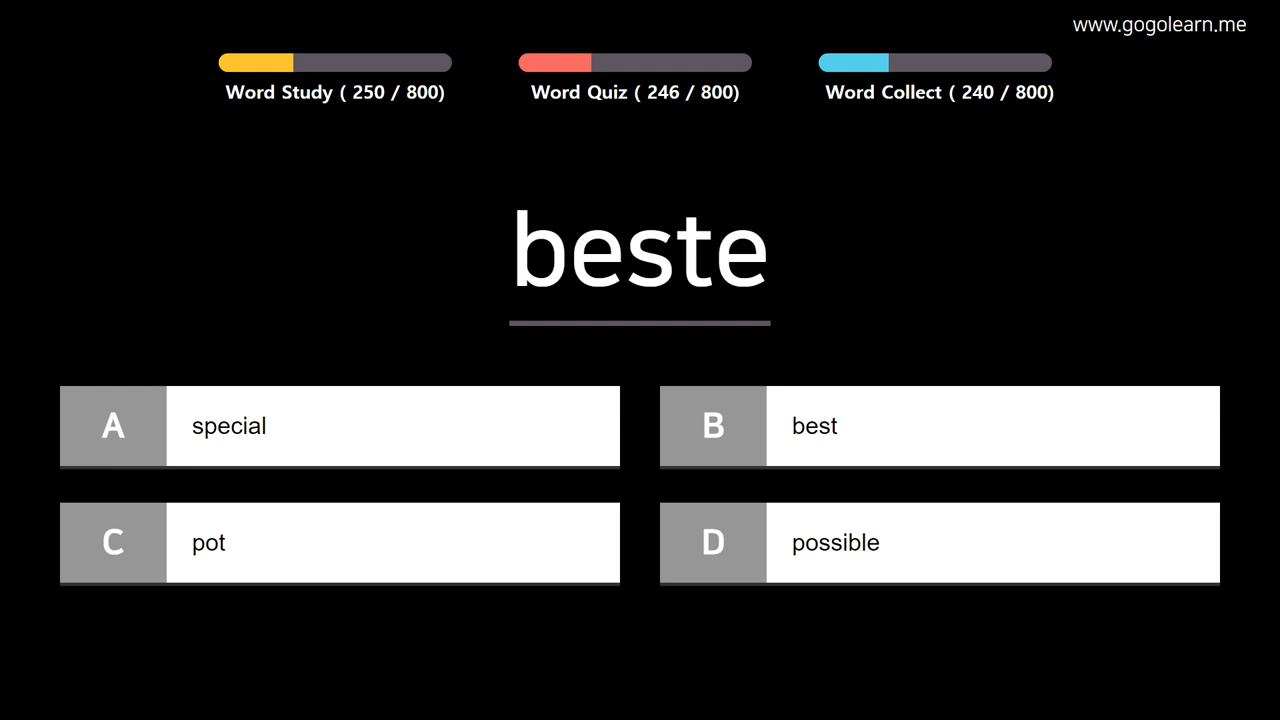 www.gogolearn.me
Word Study ( 250 / 800)
Word Quiz ( 246 / 800)
Word Collect ( 240 / 800)
beste
A special
B best
C pot
D possible